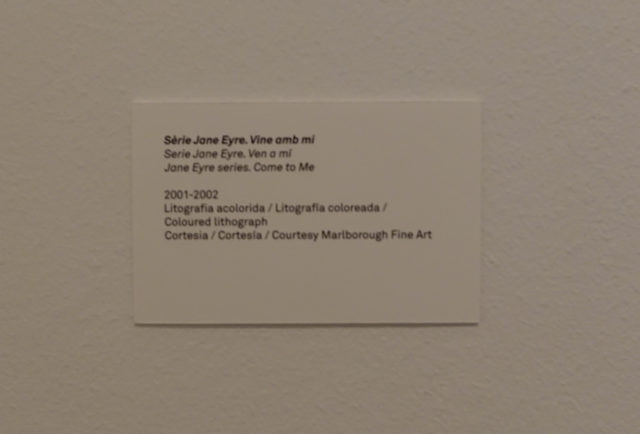 Sèrie Jane Eyre. Vine amb mi
Serie Jane Eyre. Ven a mí
Jane Eyre series. Come to Me
2001-2002
Litografia acolorida / Litografía coloreada /
Coloured lithograph
Cortesia / Cortesía / Courtesy Marlborough Fine Art